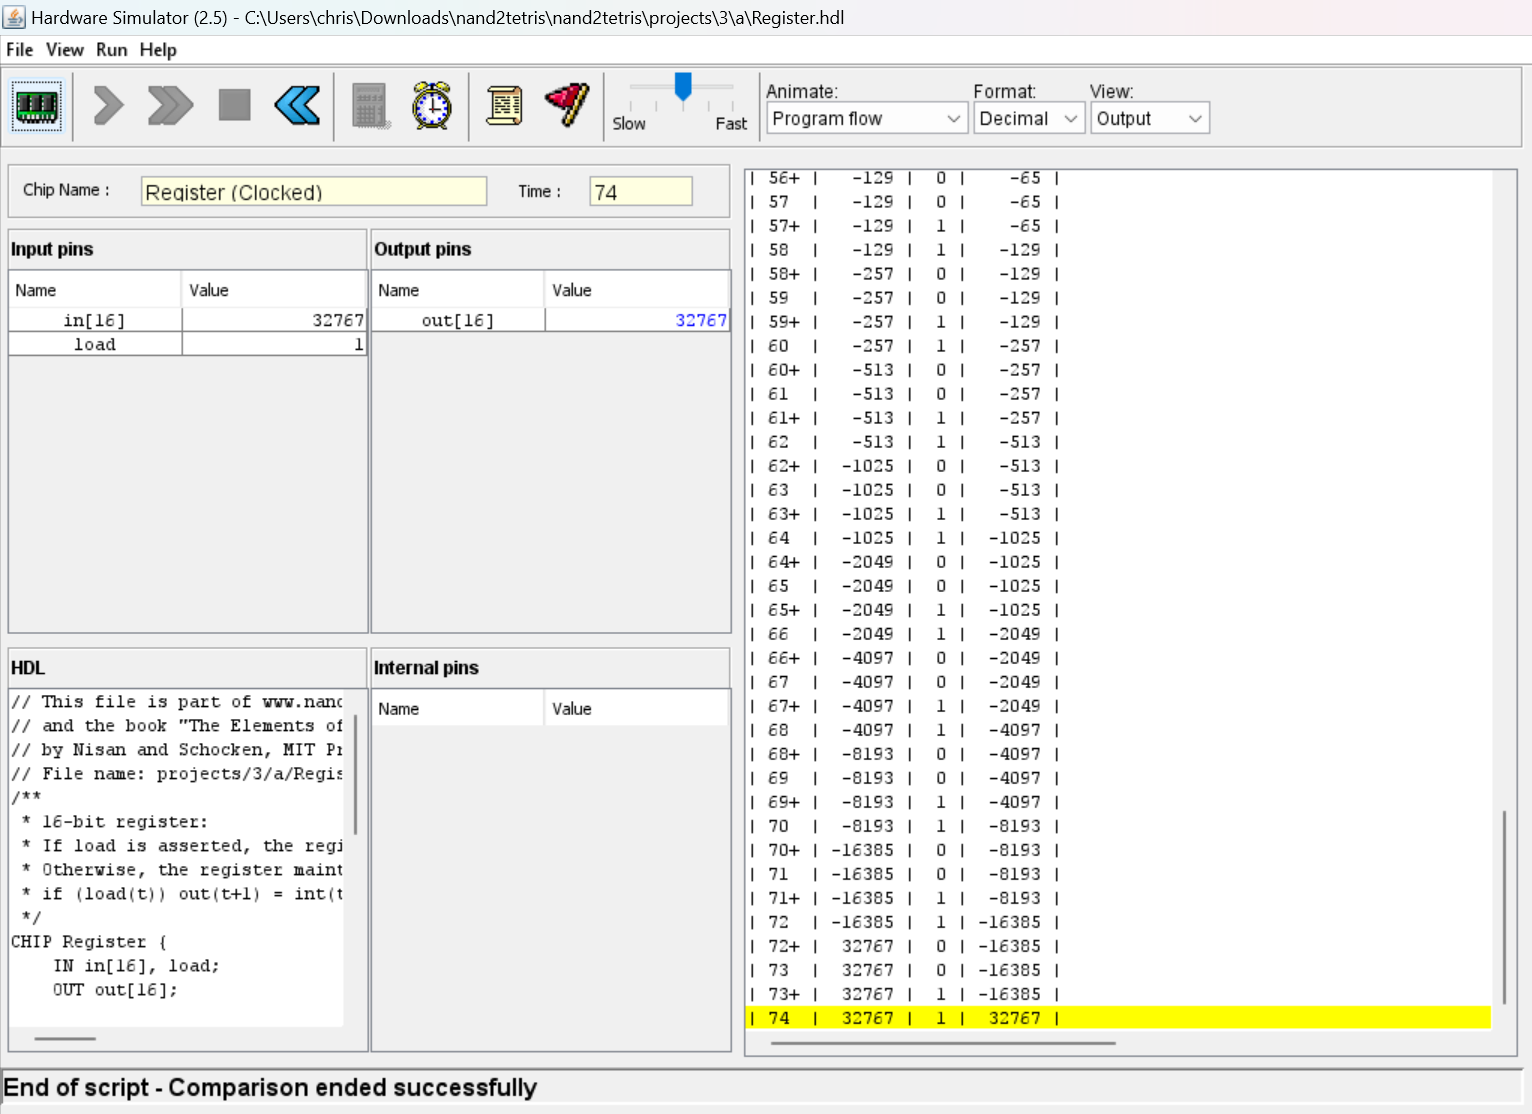 Hardware Simulator (2.5) - C:\Users\chris\Downloads\nand2tetris\nand2tetris\projects\3\a\Register.hdl
File View Run Help
Slow Fast
Animate: Format: View:
Program flow Decimal Output
Chip Name : Register (Clocked) Time : 74
Input pins
Name Value
in[16] 32767
load 1
Output pins
Name Value
out[16] 32767
HDL
// This file is part of www.nand
// and the book "The Elements of
// by Nisan and Schocken, MIT Pr
// File name: projects/3/a/Regis
/**
* 16-bit register:
* If load is asserted, the regi
* Otherwise, the register maint
* if (load(t)) out(t+1) = int(t
*/
CHIP Register {
IN in[16], load;
OUT out[16];
Internal pins
Name Value
| 56+ | -129 | 0 | -65 |
| 57 | -129 | 0 | -65 |
| 57+ | -129 | 1 | -65 |
| 58 | -129 | 1 | -129 |
| 58+ | -257 | 0 | -129 |
| 59 | -257 | 0 | -129 |
| 59+ | -257 | 1 | -129 |
| 60 | -257 | 1 | -257 |
| 60+ | -513 | 0 | -257 |
| 61 | -513 | 0 | -257 |
| 61+ | -513 | 1 | -257 |
| 62 | -513 | 1 | -513 |
| 62+ | -1025 | 0 | -513 |
| 63 | -1025 | 0 | -513 |
| 63+ | -1025 | 1 | -513 |
| 64 | -1025 | 1 | -1025 |
| 64+ | -2049 | 0 | -1025 |
| 65 | -2049 | 0 | -1025 |
| 65+ | -2049 | 1 | -1025 |
| 66 | -2049 | 1 | -2049 |
| 66+ | -4097 | 0 | -2049 |
| 67 | -4097 | 0 | -2049 |
| 67+ | -4097 | 1 | -2049 |
| 68 | -4097 | 1 | -4097 |
| 68+ | -8193 | 0 | -4097 |
| 69 | -8193 | 0 | -4097 |
| 69+ | -8193 | 1 | -4097 |
| 70 | -8193 | 1 | -8193 |
| 70+ | -16385 | 0 | -8193 |
| 71 | -16385 | 0 | -8193 |
| 71+ | -16385 | 1 | -8193 |
| 72 | -16385 | 1 | -16385 |
| 72+ | 32767 | 0 | -16385 |
| 73 | 32767 | 0 | -16385 |
| 73+ | 32767 | 1 | -16385 |
| 74 | 32767 | 1 | 32767 |
End of script - Comparison ended successfully